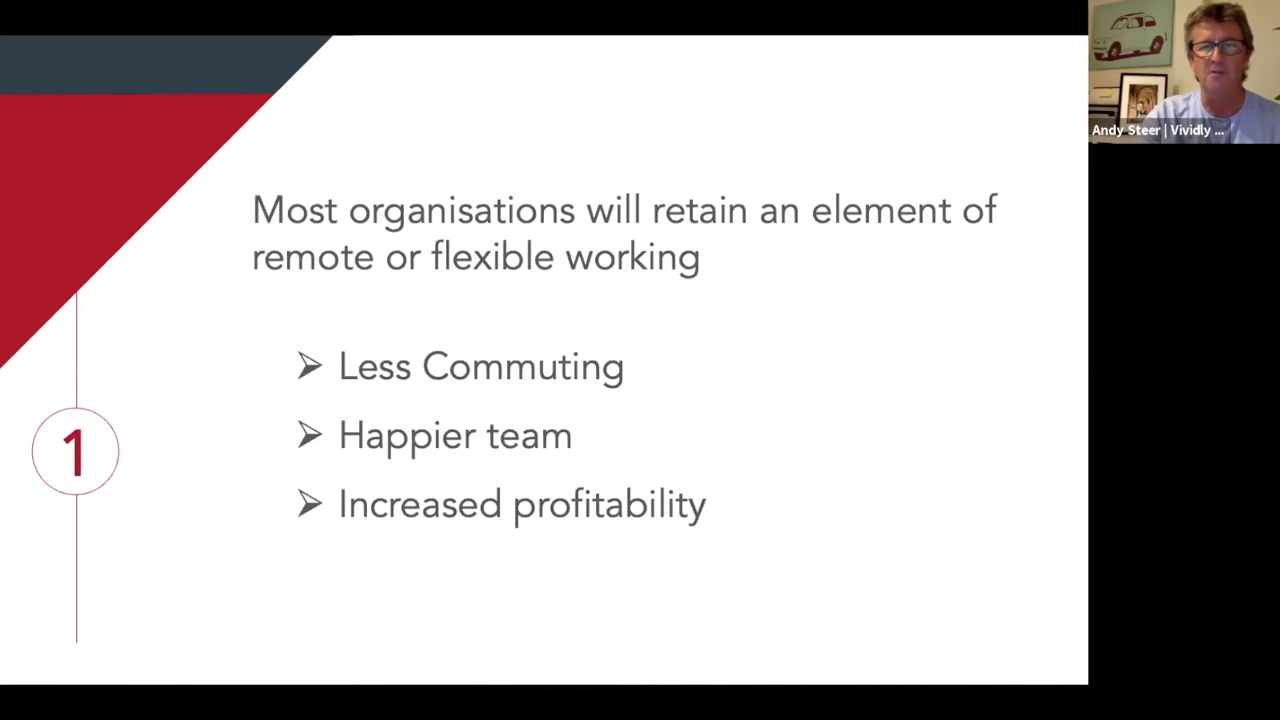 Andy Steer | Vividly ...
Most organisations will retain an element of
remote or flexible working
➢ Less Commuting
➢ Happier team
➢ Increased profitability
1